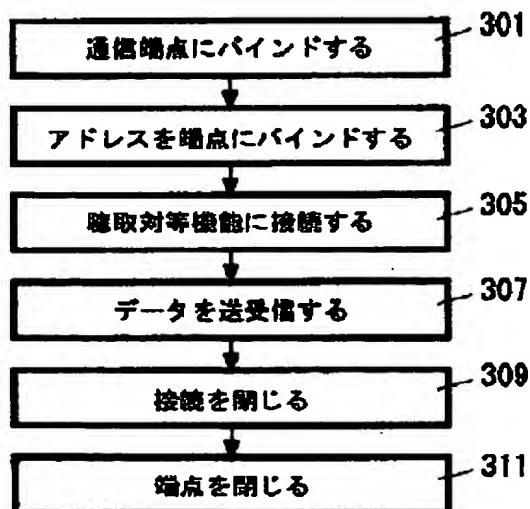 通信端点にバインドする
301
アドレスを端点にバインドする
303
聴取対等機能に接続する
305
データを送受信する
307
接続を閉じる
309
端点を閉じる
311